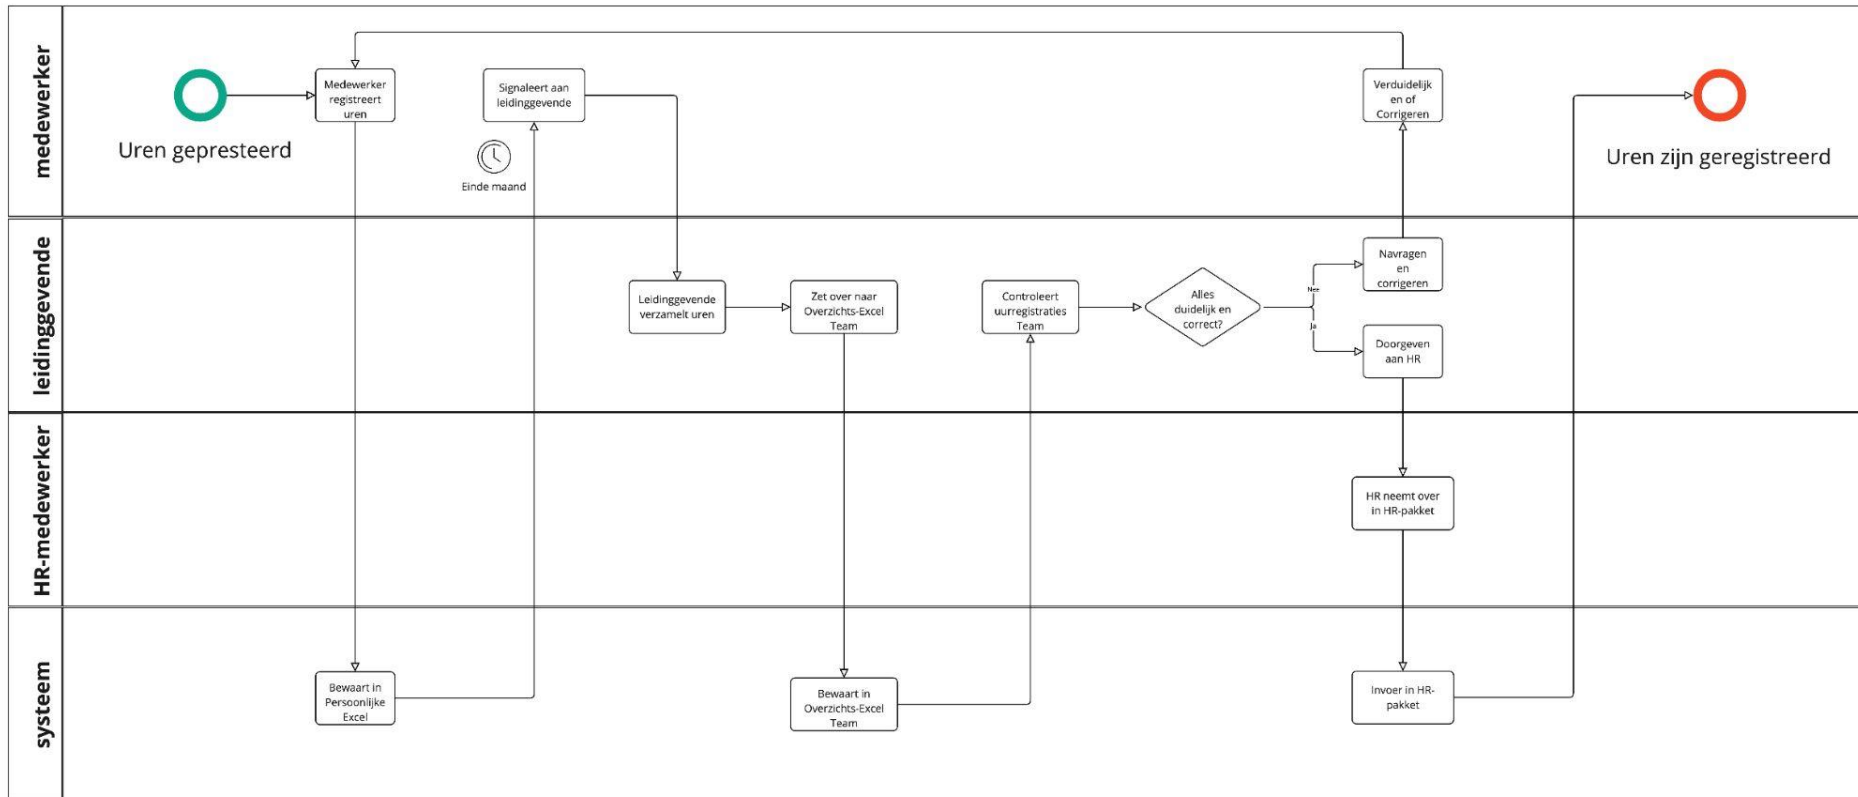 medewerker
Uren gepresteerd
Medewerker
registreert
uren
Signaleert aan
leidinggevende
Einde maand
Verduidelijk
en of
Corrigeren
Uren zijn geregistreerd
leidinggevende
Leidinggevende
verzamelt uren
Zet over naar
Overzichts-Excel
Team
Controleert
uurregistraties
Team
Alles
duidelijk en
correct?
Nee
Ja
Navragen
en
corrigeren
Doorgeven
aan HR
HR-medewerker
HR neemt over
in HR-pakket
systeem
Bewaart in
Persoonlijke
Excel
Bewaart in
Overzichts-Excel
Team
Invoer in HR-
pakket